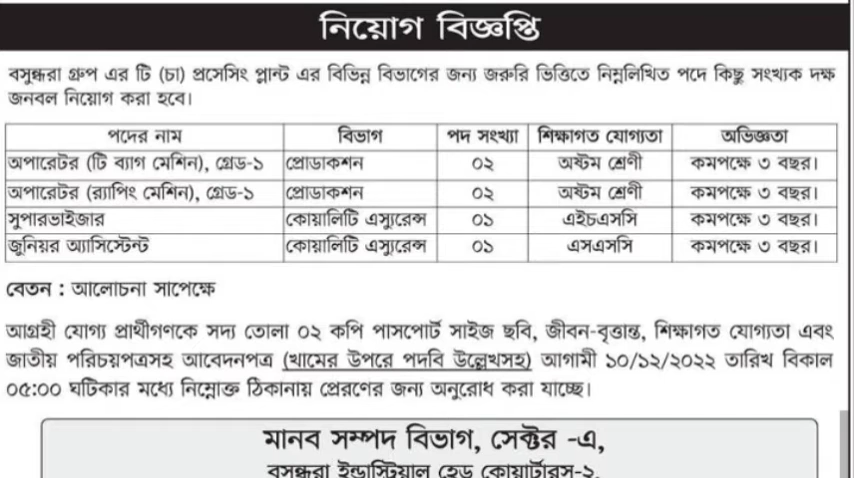 নিয়োগ বিজ্ঞপ্তি
বসুন্ধরা গ্রুপ এর টি (চা) প্রসেসিং প্লান্ট এর বিভিন্ন বিভাগের জন্য জরুরি ভিত্তিতে নিম্নলিখিত পদে কিছু সংখ্যক দক্ষ
জনবল নিয়োগ করা হবে।
পদের নাম বিভাগ পদ সংখ্যা শিক্ষাগত যোগ্যতা অভিজ্ঞতা
অপারেটর (টি ব্যাগ মেশিন), গ্রেড-১ প্রোডাকশন ০২ অষ্টম শ্রেণী কমপক্ষে ৩ বছর।
অপারেটর (র‍্যাপিং মেশিন), গ্রেড-১ প্রোডাকশন ০২ অষ্টম শ্রেণী কমপক্ষে ৩ বছর।
সুপারভাইজার কোয়ালিটি এস্যুরেন্স ০১ এইচএসসি কমপক্ষে ৩ বছর।
জুনিয়র অ্যাসিস্টেন্ট কোয়ালিটি এস্যুরেন্স ০১ এসএসসি কমপক্ষে ৩ বছর।
বেতন : আলোচনা সাপেক্ষে
আগ্রহী যোগ্য প্রার্থীগণকে সদ্য তোলা ০২ কপি পাসপোর্ট সাইজ ছবি, জীবন-বৃত্তান্ত, শিক্ষাগত যোগ্যতা এবং
জাতীয় পরিচয়পত্রসহ আবেদনপত্র (খামের উপরে পদবি উল্লেখসহ) আগামী ১০/১২/২০২২ তারিখ বিকাল
০৫:০০ ঘটিকার মধ্যে নিম্নোক্ত ঠিকানায় প্রেরণের জন্য অনুরোধ করা যাচ্ছে।
মানব সম্পদ বিভাগ, সেক্টর -এ,
বসুন্ধরা ইন্ডাস্ট্রিয়াল হেড কোয়ার্টারস-২,